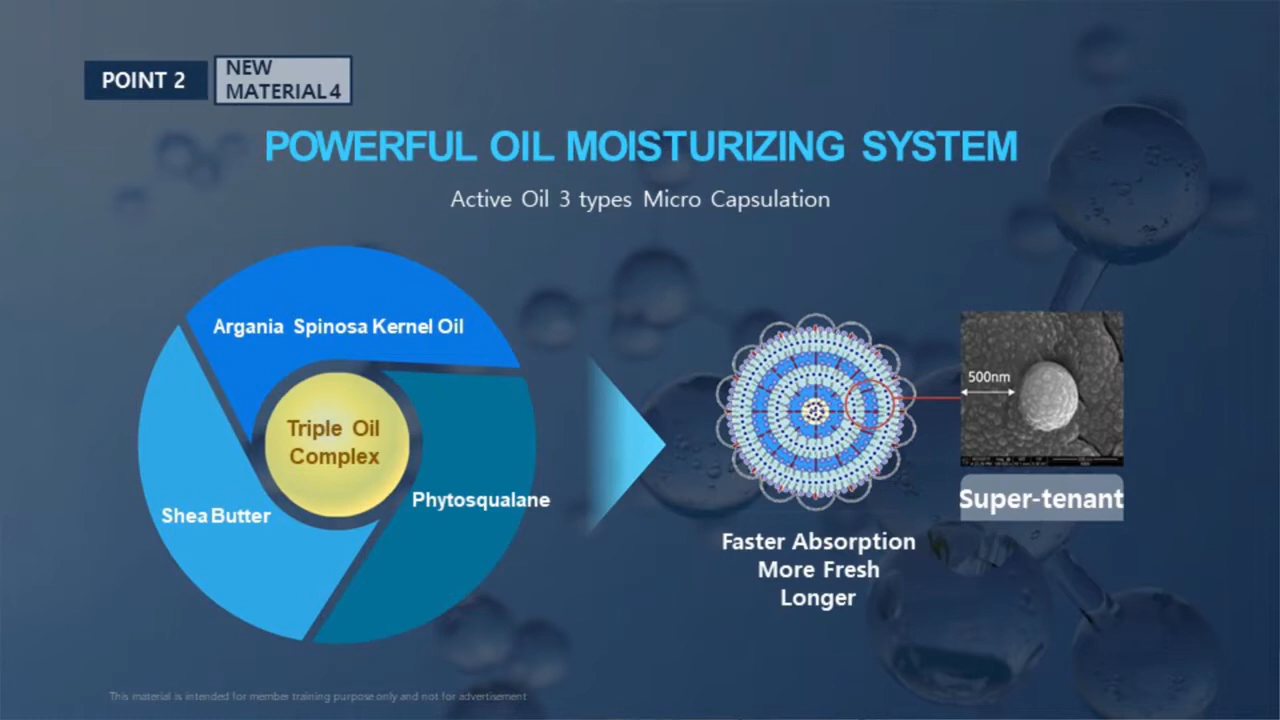 POINT 2
NEW
MATERIAL 4
POWERFUL OIL MOISTURIZING SYSTEM
Active Oil 3 types Micro Capsulation
Argania Spinosa Kernel Oil
Triple Oil
Complex
Shea Butter
Phytosqualane
500nm
Super-tenant
Faster Absorption
More Fresh
Longer
This material is intended for member training purpose only and not for advertisement